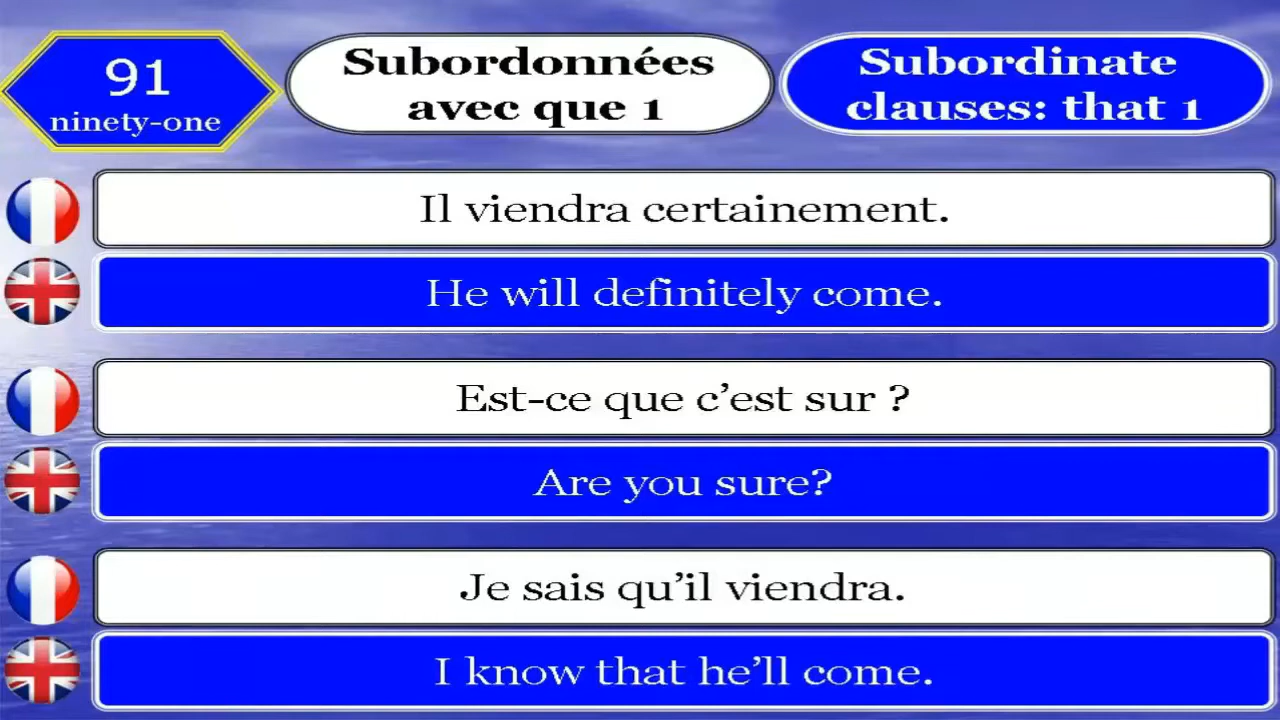 91
ninety-one
Subordonnées
avec que 1
Subordinate
clauses: that 1
Il viendra certainement.
He will definitely come.
Est-ce que c’est sur ?
Are you sure?
Je sais qu’il viendra.
I know that he’ll come.